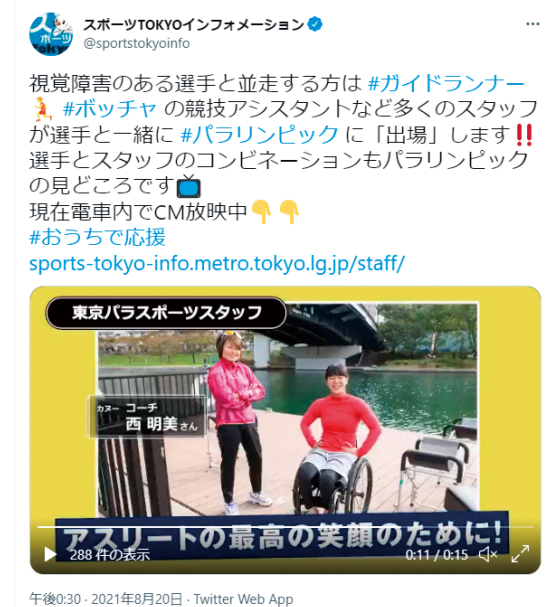 スポーツTOKYOインフォメーション
@sportstokyoinfo
視覚障害のある選手と並走する方は #ガイドランナー
🏃 #ボッチャ の競技アシスタントなど多くのスタッフ
が選手と一緒に #パラリンピック に「出場」します‼
選手とスタッフのコンビネーションもパラリンピック
の見どころです📺
現在電車内でCM放映中👇👇
#おうちで応援
sports-tokyo-info.metro.tokyo.lg.jp/staff/
東京パラスポーツスタッフ
カヌー コーチ
西 明美さん
アスリートの最高の笑顔のために!
288 件の表示
0:11 / 0:15
午後0:30 · 2021年8月20日 · Twitter Web App